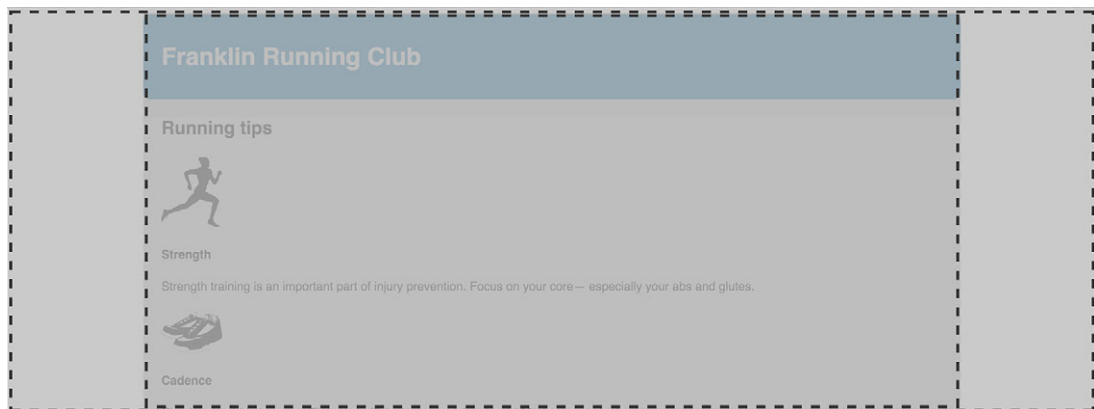 Franklin Running Club
Running tips
Strength
Strength training is an important part of injury prevention. Focus on your core— especially your abs and glutes.
Cadence